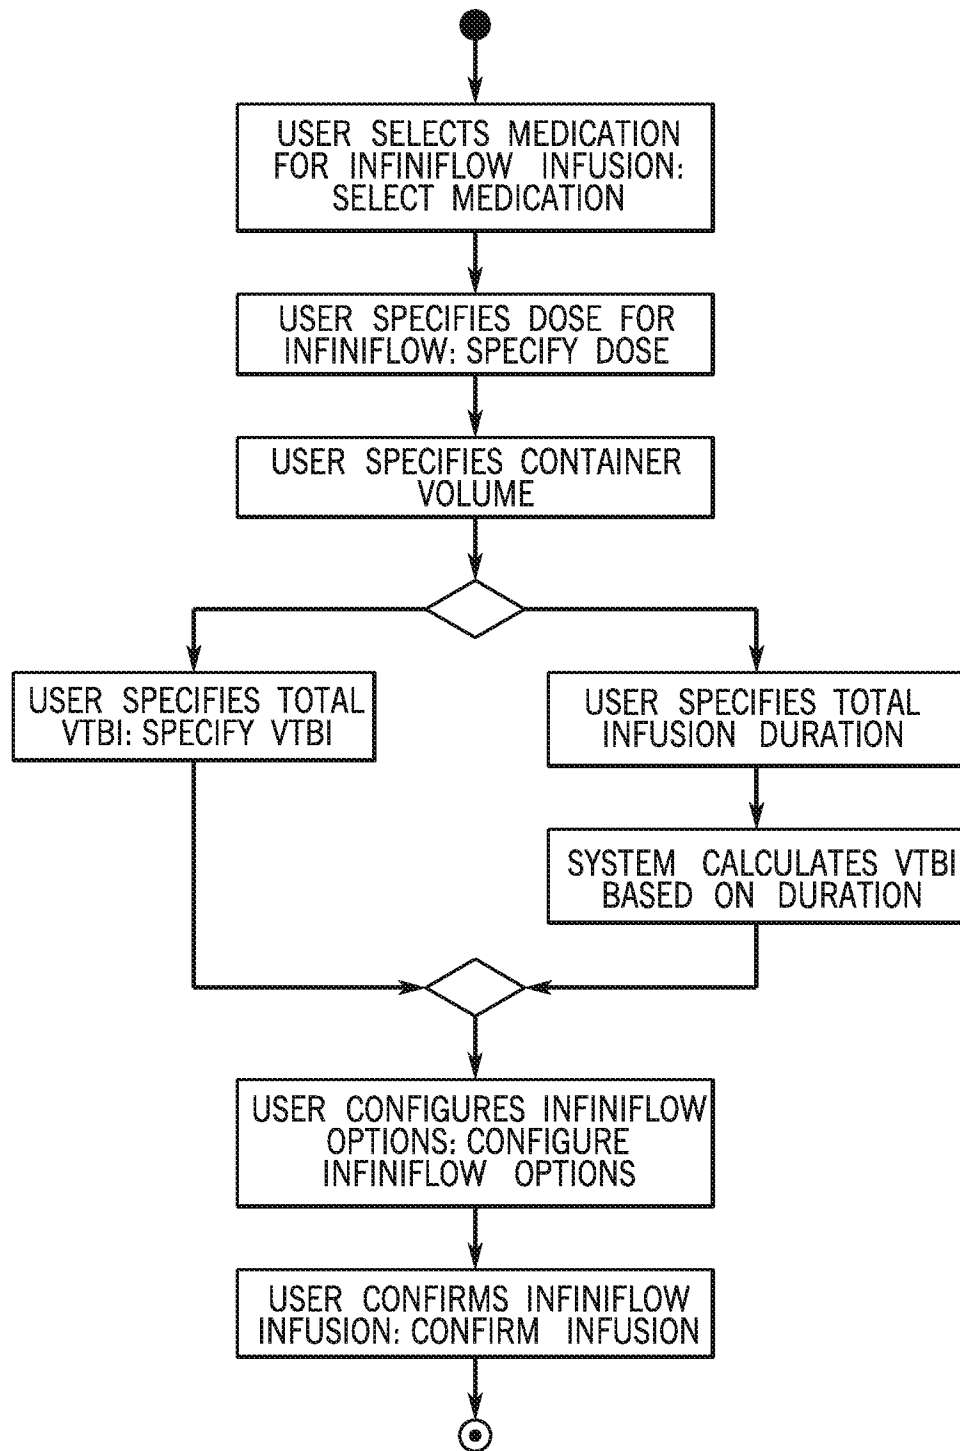 USER SELECTS MEDICATION
FOR INFINIFLOW INFUSION:
SELECT MEDICATION
USER SPECIFIES DOSE FOR
INFINIFLOW: SPECIFY DOSE
USER SPECIFIES CONTAINER
VOLUME
USER SPECIFIES TOTAL
VTBI: SPECIFY VTBI
USER SPECIFIES TOTAL
INFUSION DURATION
SYSTEM CALCULATES VTBI
BASED ON DURATION
USER CONFIGURES INFINIFLOW
OPTIONS: CONFIGURE
INFINIFLOW OPTIONS
USER CONFIRMS INFINIFLOW
INFUSION: CONFIRM INFUSION